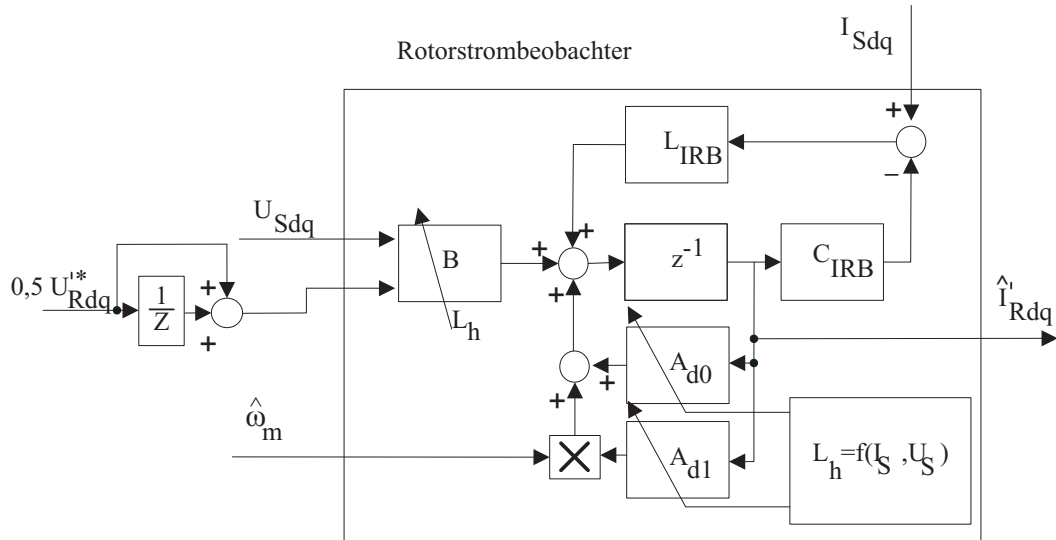 I_Sdq
Rotorstrombeobachter
+
L_IRB
−
U_Sdq
+
+
B
z^-1
C_IRB
0,5 U'*_Rdq
+
1/Z
+
+
L_h
Î'_Rdq
+
A_d0
+
ω̂_m
A_d1
L_h=f(I_S ,U_S)